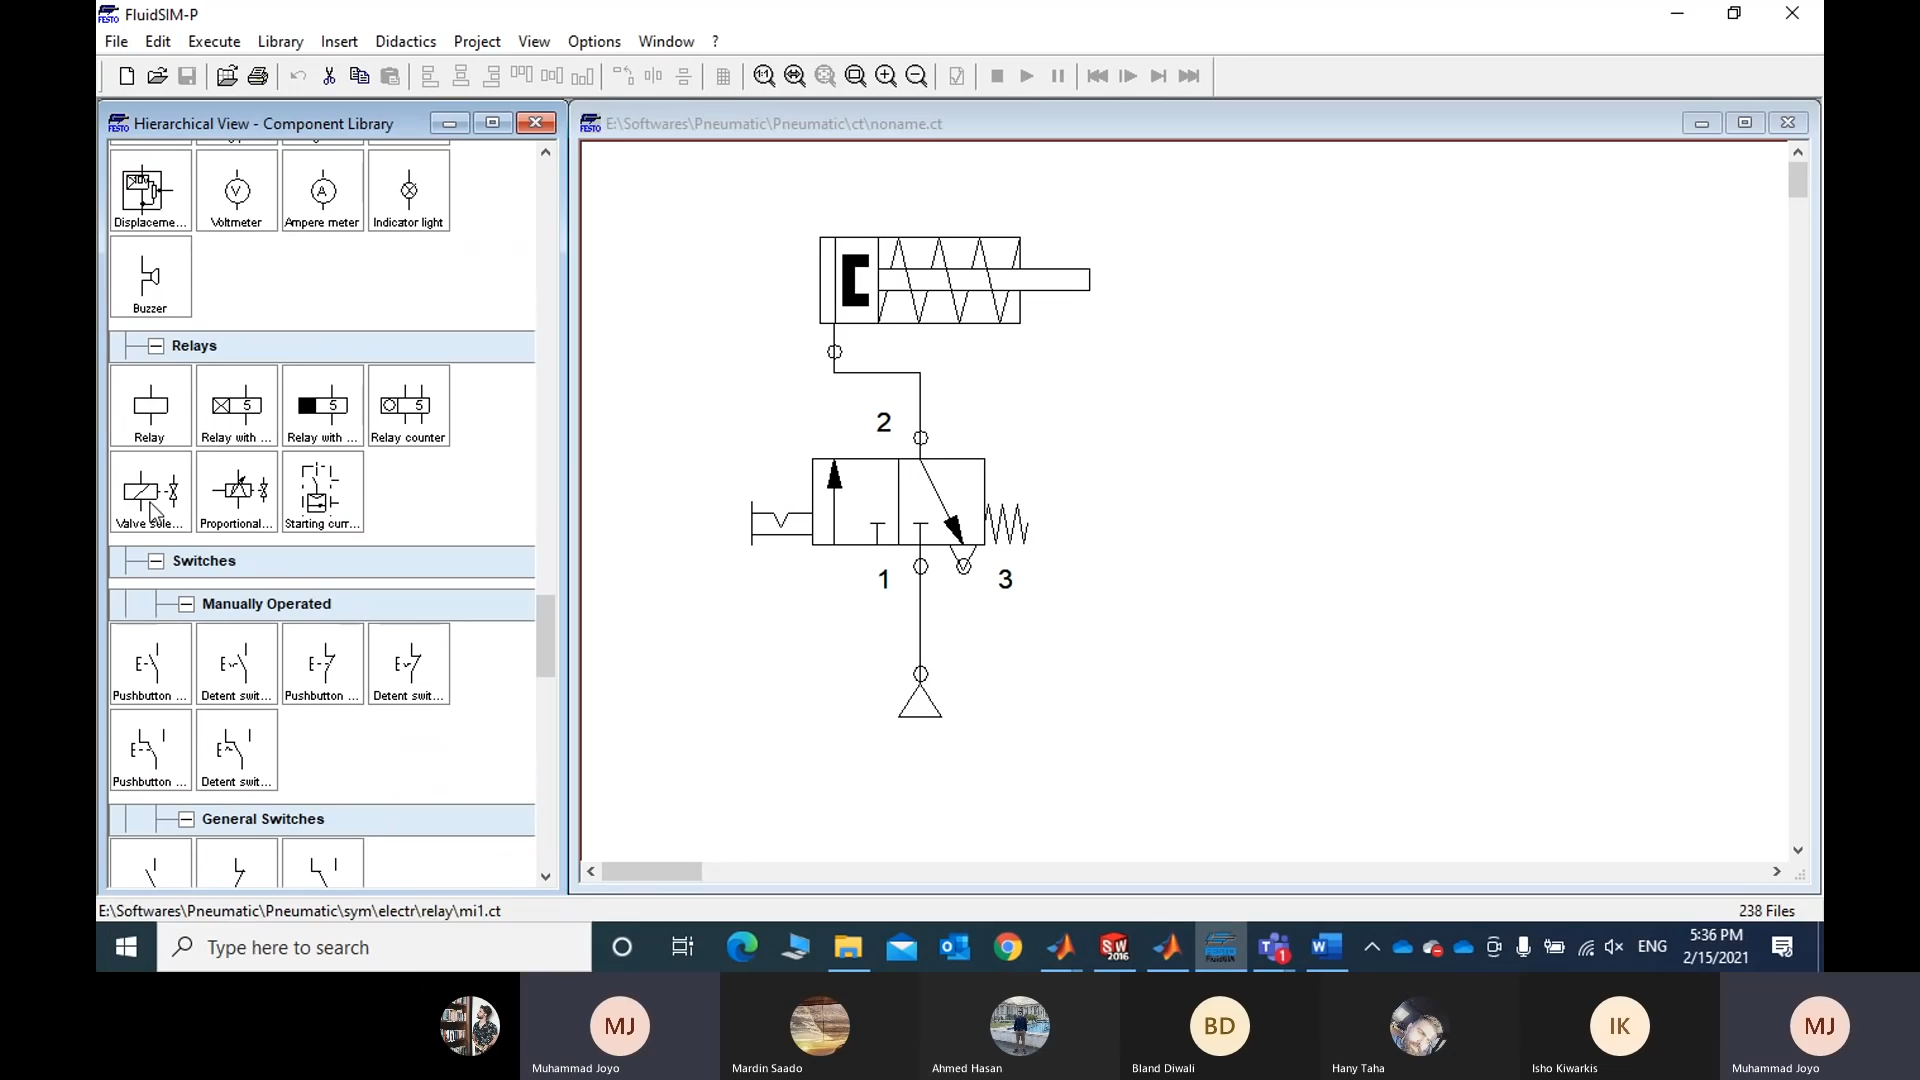 FluidSIM-P
File Edit Execute Library Insert Didactics Project View Options Window ?
Hierarchical View - Component Library
E:\Softwares\Pneumatic\Pneumatic\ct\noname.ct
Displaceme... Voltmeter Ampere meter Indicator light
Buzzer
Relays
Relay Relay with ... Relay with ... Relay counter
Valve sole... Proportional... Starting curr...
Switches
Manually Operated
Pushbutton ... Detent swit... Pushbutton ... Detent swit...
Pushbutton ... Detent swit...
General Switches
2
1
3
E:\Softwares\Pneumatic\Pneumatic\sym\electr\relay\mi1.ct
238 Files
Type here to search
ENG
5:36 PM
2/15/2021
MJ
BD
IK
MJ
Muhammad Joyo
Mardin Saado
Ahmed Hasan
Bland Diwali
Hany Taha
Isho Kiwarkis
Muhammad Joyo